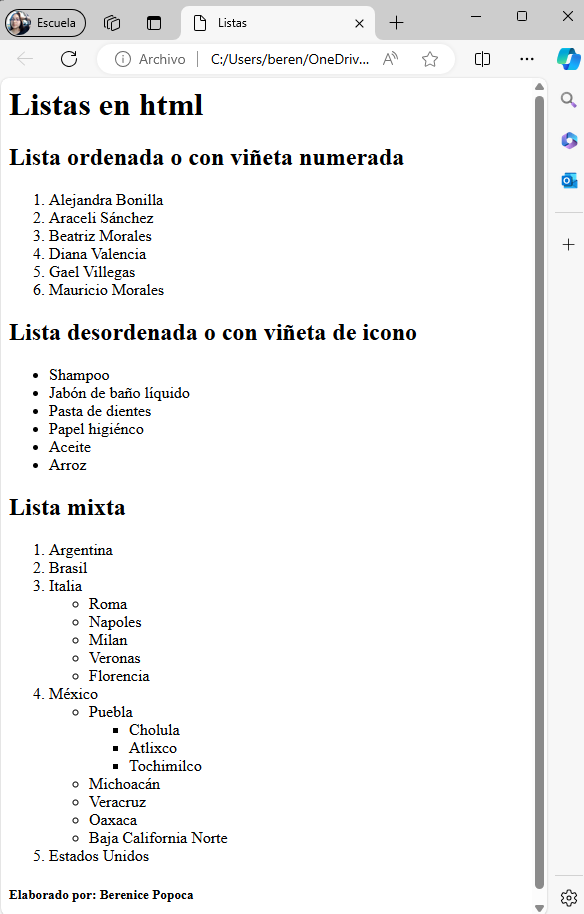 Escuela
Listas
Archivo
C:/Users/beren/OneDriv...
Listas en html
Lista ordenada o con viñeta numerada
1. Alejandra Bonilla
2. Araceli Sánchez
3. Beatriz Morales
4. Diana Valencia
5. Gael Villegas
6. Mauricio Morales
Lista desordenada o con viñeta de icono
• Shampoo
• Jabón de baño líquido
• Pasta de dientes
• Papel higiénco
• Aceite
• Arroz
Lista mixta
1. Argentina
2. Brasil
3. Italia
○ Roma
○ Napoles
○ Milan
○ Veronas
○ Florencia
4. México
○ Puebla
▪ Cholula
▪ Atlixco
▪ Tochimilco
○ Michoacán
○ Veracruz
○ Oaxaca
○ Baja California Norte
5. Estados Unidos
Elaborado por: Berenice Popoca